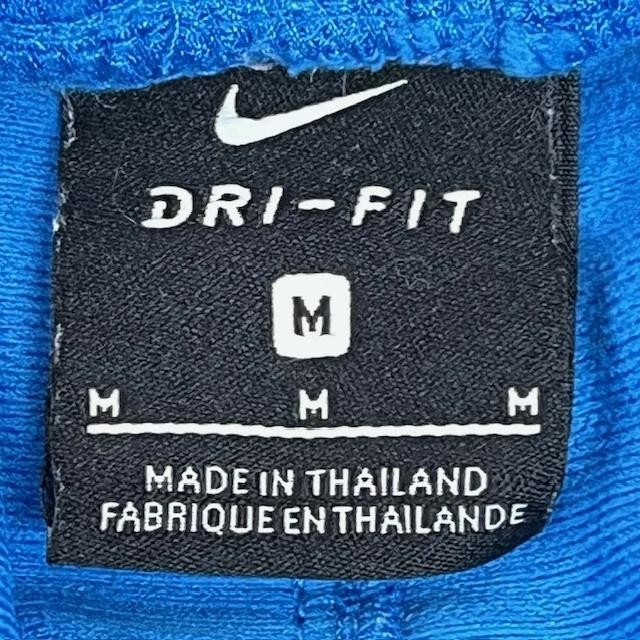 DRI-FIT
M
M M M
MADE IN THAILAND
FABRIQUE EN THAILANDE